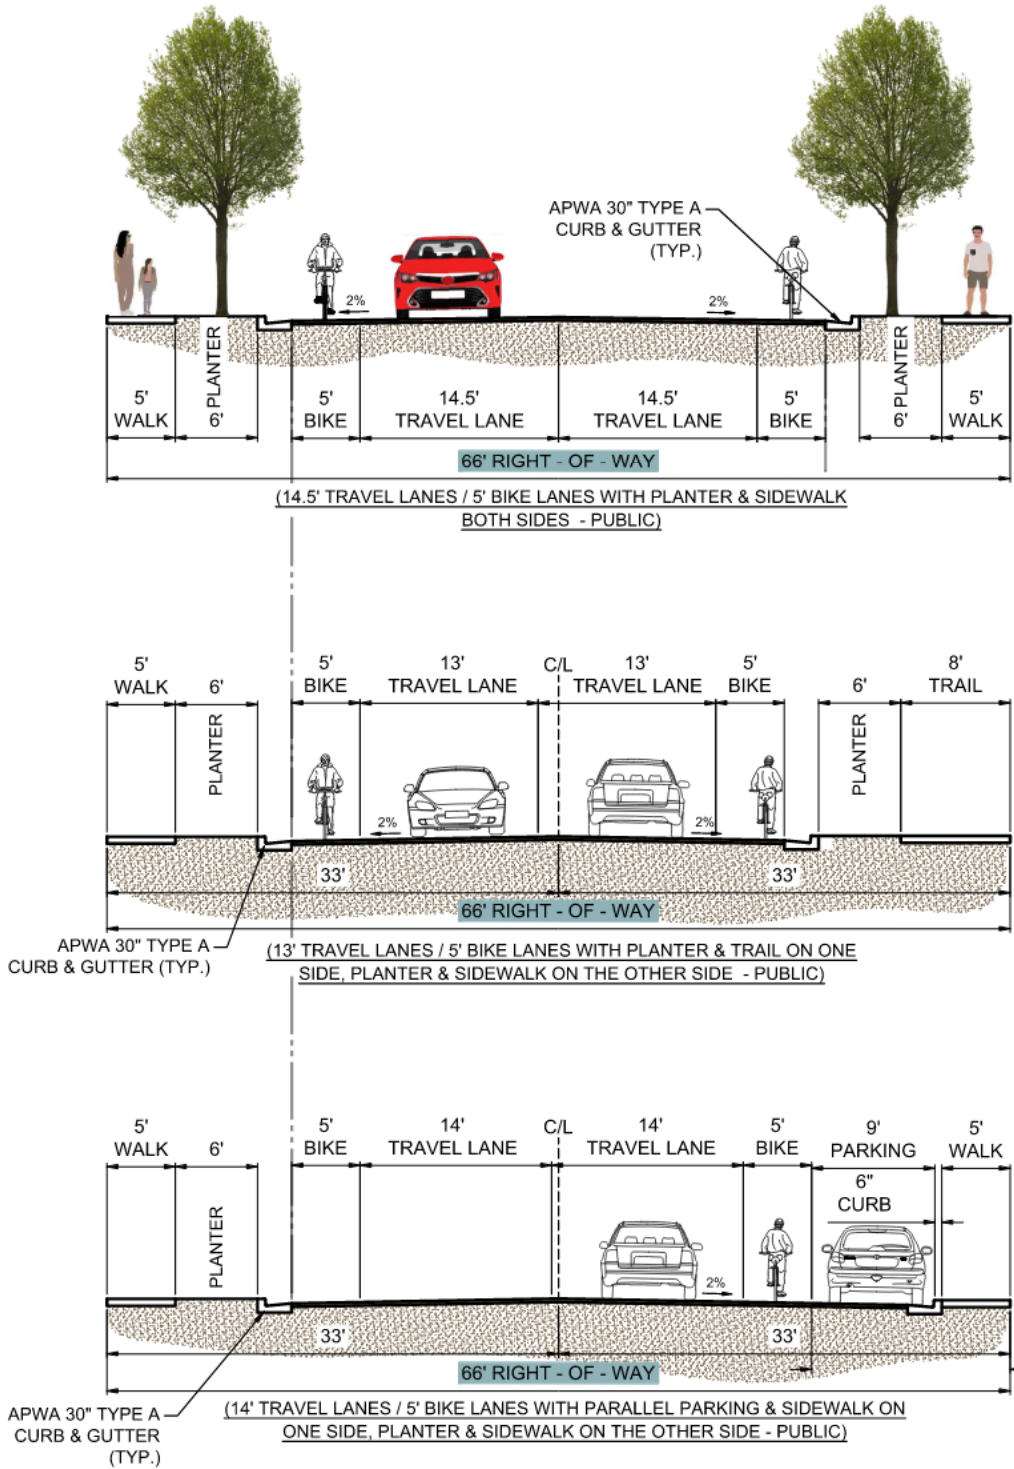 APWA 30" TYPE A
CURB & GUTTER
(TYP.)
2%
2%
5'
WALK
PLANTER
6'
5'
BIKE
14.5'
TRAVEL LANE
14.5'
TRAVEL LANE
5'
BIKE
PLANTER
6'
5'
WALK
66' RIGHT - OF - WAY
(14.5' TRAVEL LANES / 5' BIKE LANES WITH PLANTER & SIDEWALK
BOTH SIDES - PUBLIC)
5'
WALK
6'
PLANTER
5'
BIKE
13'
TRAVEL LANE
C/L
13'
TRAVEL LANE
5'
BIKE
6'
PLANTER
8'
TRAIL
2%
2%
33'
33'
66' RIGHT - OF - WAY
APWA 30" TYPE A
CURB & GUTTER (TYP.)
(13' TRAVEL LANES / 5' BIKE LANES WITH PLANTER & TRAIL ON ONE
SIDE, PLANTER & SIDEWALK ON THE OTHER SIDE - PUBLIC)
5'
WALK
6'
PLANTER
5'
BIKE
14'
TRAVEL LANE
C/L
14'
TRAVEL LANE
5'
BIKE
9'
PARKING
5'
WALK
6"
CURB
2%
33'
33'
66' RIGHT - OF - WAY
APWA 30" TYPE A
CURB & GUTTER
(TYP.)
(14' TRAVEL LANES / 5' BIKE LANES WITH PARALLEL PARKING & SIDEWALK ON
ONE SIDE, PLANTER & SIDEWALK ON THE OTHER SIDE - PUBLIC)